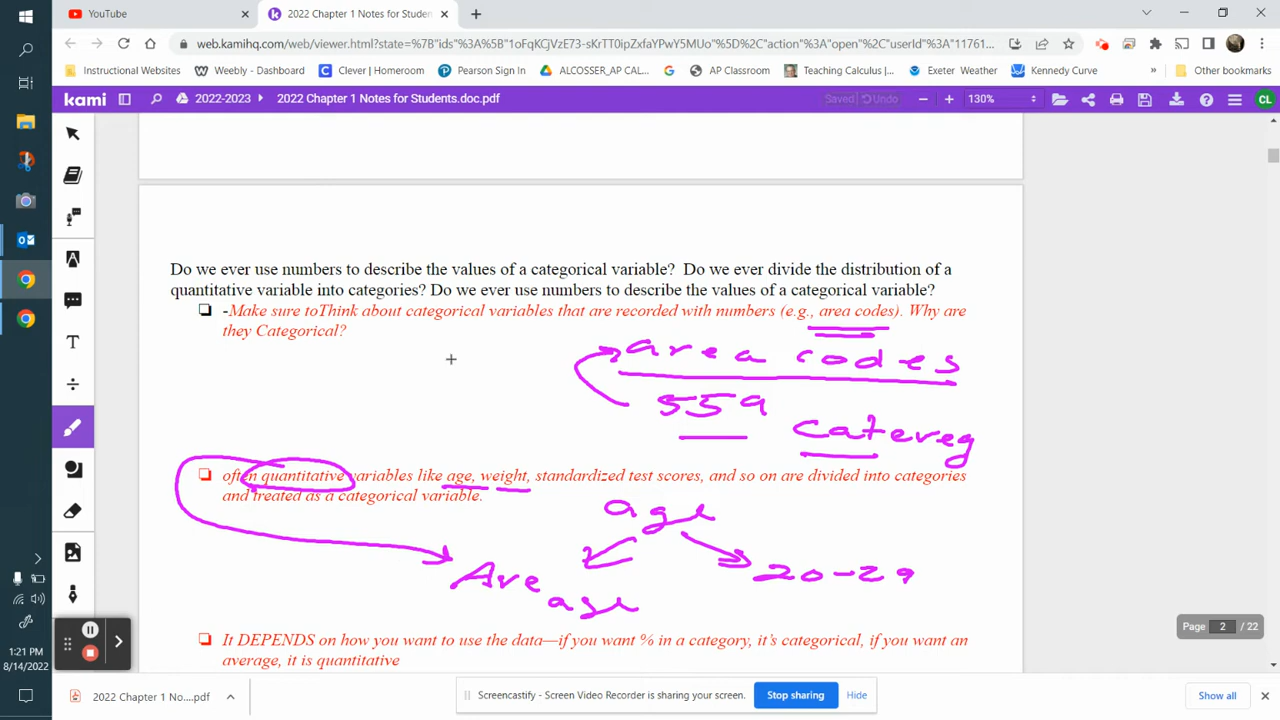 YouTube
2022 Chapter 1 Notes for Studen
web.kamihq.com/web/viewer.html?state=%7B"ids"%3A%5B"1oFqKCjVzE73-sKrTT0ipZxfaYPwY5MUo"%5D%2C"action"%3A"open"%2C"userId"%3A"11761...
Instructional Websites
Weebly - Dashboard
Clever | Homeroom
Pearson Sign In
ALCOSSER_AP CAL...
AP Classroom
Teaching Calculus |...
Exeter Weather
Kennedy Curve
»
Other bookmarks
kami
2022-2023
2022 Chapter 1 Notes for Students.doc.pdf
Saved
Undo
130%
CL
Do we ever use numbers to describe the values of a categorical variable? Do we ever divide the distribution of a
quantitative variable into categories? Do we ever use numbers to describe the values of a categorical variable?
-Make sure toThink about categorical variables that are recorded with numbers (e.g., area codes). Why are
they Categorical?
area codes
559
catereg
often quantitative variables like age, weight, standardized test scores, and so on are divided into categories
and treated as a categorical variable.
age
Ave
age
20-29
It DEPENDS on how you want to use the data—if you want % in a category, it's categorical, if you want an
average, it is quantitative
Page 2 / 22
1:21 PM
8/14/2022
2022 Chapter 1 No....pdf
Screencastify - Screen Video Recorder is sharing your screen.
Stop sharing
Hide
Show all